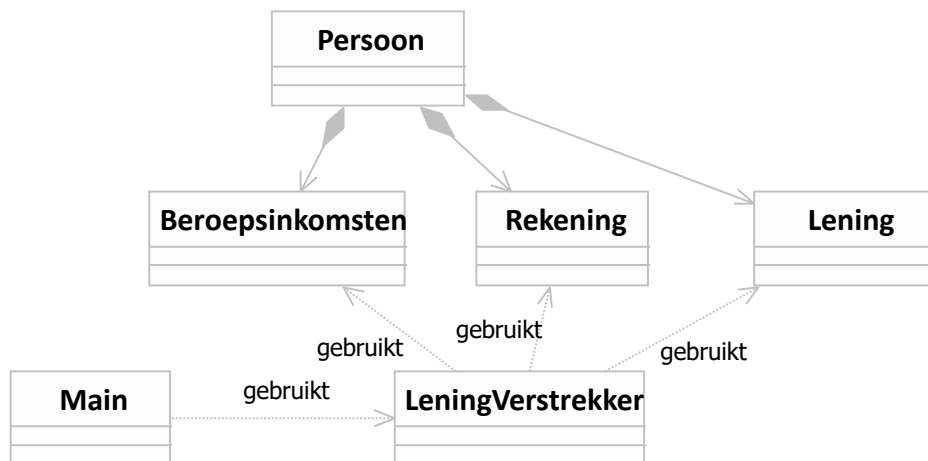 Persoon
Beroepsinkomsten
Rekening
Lening
gebruikt
gebruikt
gebruikt
gebruikt
Main
LeningVerstrekker